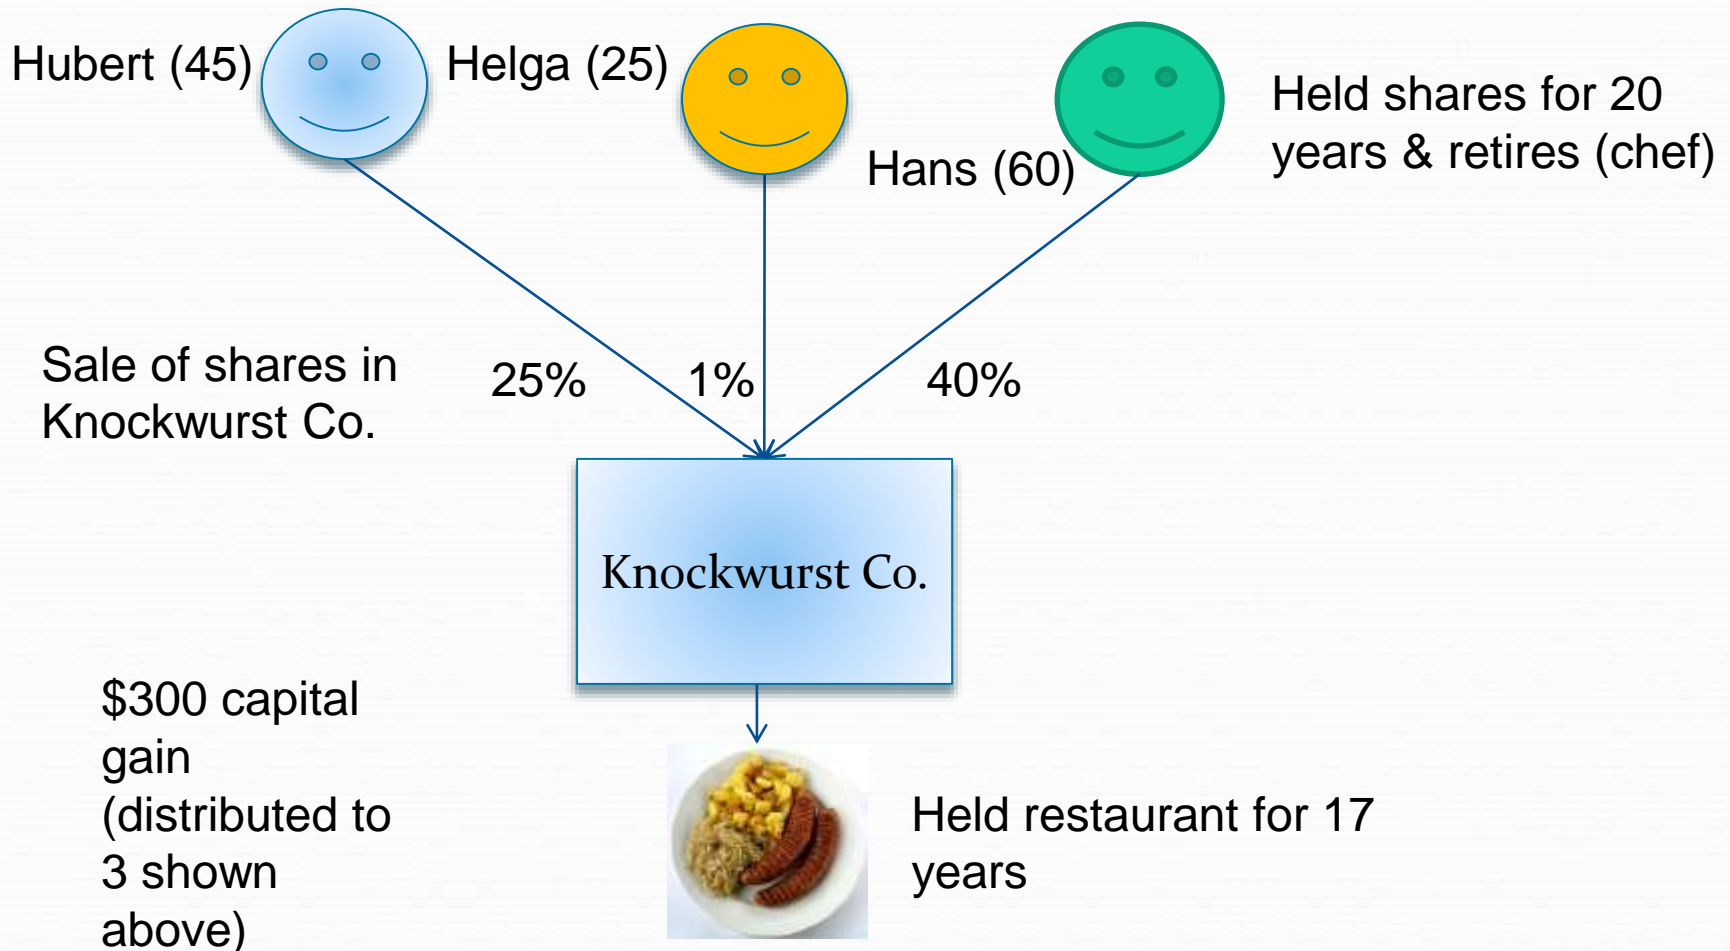 Hubert (45)
Helga (25)
Hans (60)
Held shares for 20
years & retires (chef)
Sale of shares in
Knockwurst Co.
25%
1%
40%
Knockwurst Co.
$300 capital
gain
(distributed to
3 shown
above)
Held restaurant for 17
years